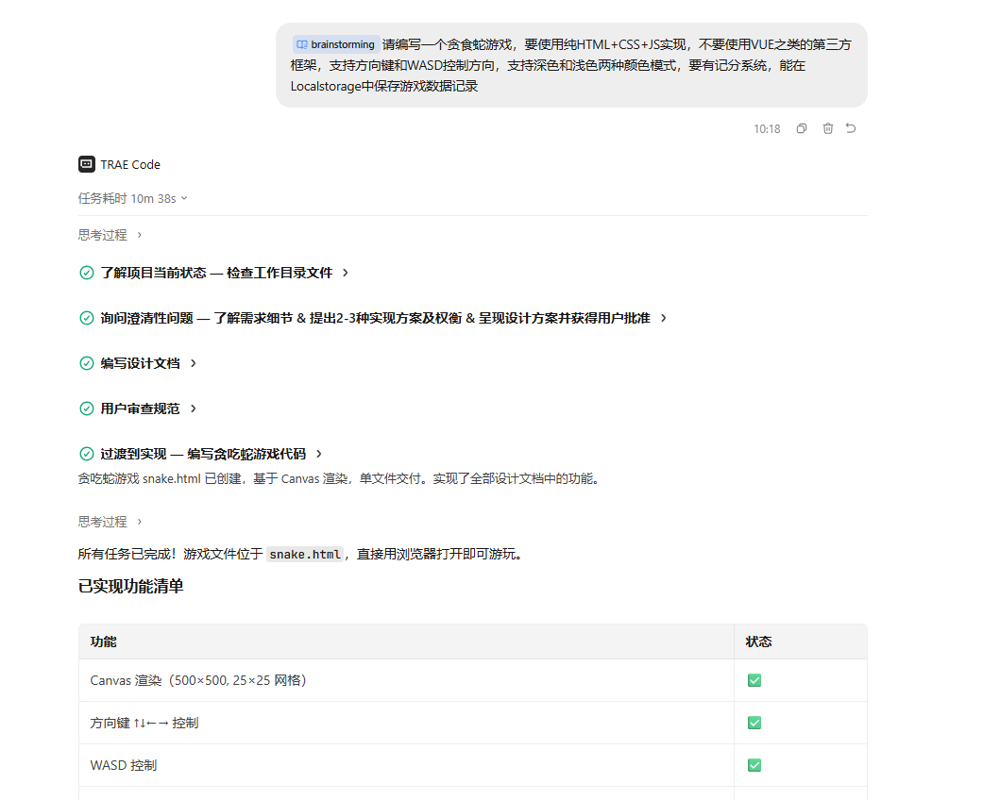 brainstorming 请编写一个贪食蛇游戏，要使用纯HTML+CSS+JS实现，不要使用VUE之类的第三方
框架，支持方向键和WASD控制方向，支持深色和浅色两种颜色模式，要有记分系统，能在
Localstorage中保存游戏数据记录
10:18
TRAE Code
任务耗时 10m 38s
思考过程
了解项目当前状态 — 检查工作目录文件
询问澄清性问题 — 了解需求细节 & 提出2-3种实现方案及权衡 & 呈现设计方案并获得用户批准
编写设计文档
用户审查规范
过渡到实现 — 编写贪吃蛇游戏代码
贪吃蛇游戏 snake.html 已创建，基于 Canvas 渲染，单文件交付。实现了全部设计文档中的功能。
思考过程
所有任务已完成！游戏文件位于 snake.html，直接用浏览器打开即可游玩。
已实现功能清单
功能 状态
Canvas 渲染（500×500, 25×25 网格） ✅
方向键 ↑↓←→ 控制 ✅
WASD 控制 ✅